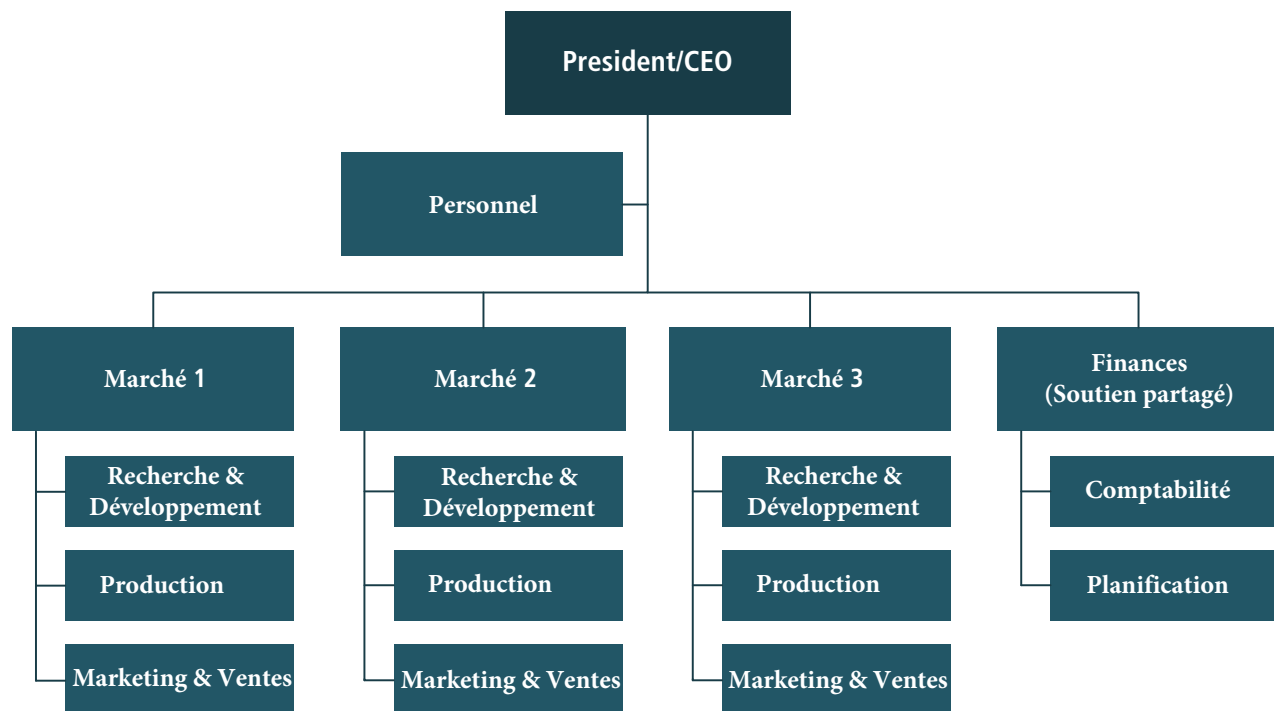 President/CEO
Personnel
Marché 1
Marché 2
Marché 3
Finances
(Soutien partagé)
Recherche &
Développement
Recherche &
Développement
Recherche &
Développement
Comptabilité
Production
Production
Production
Planification
Marketing & Ventes
Marketing & Ventes
Marketing & Ventes